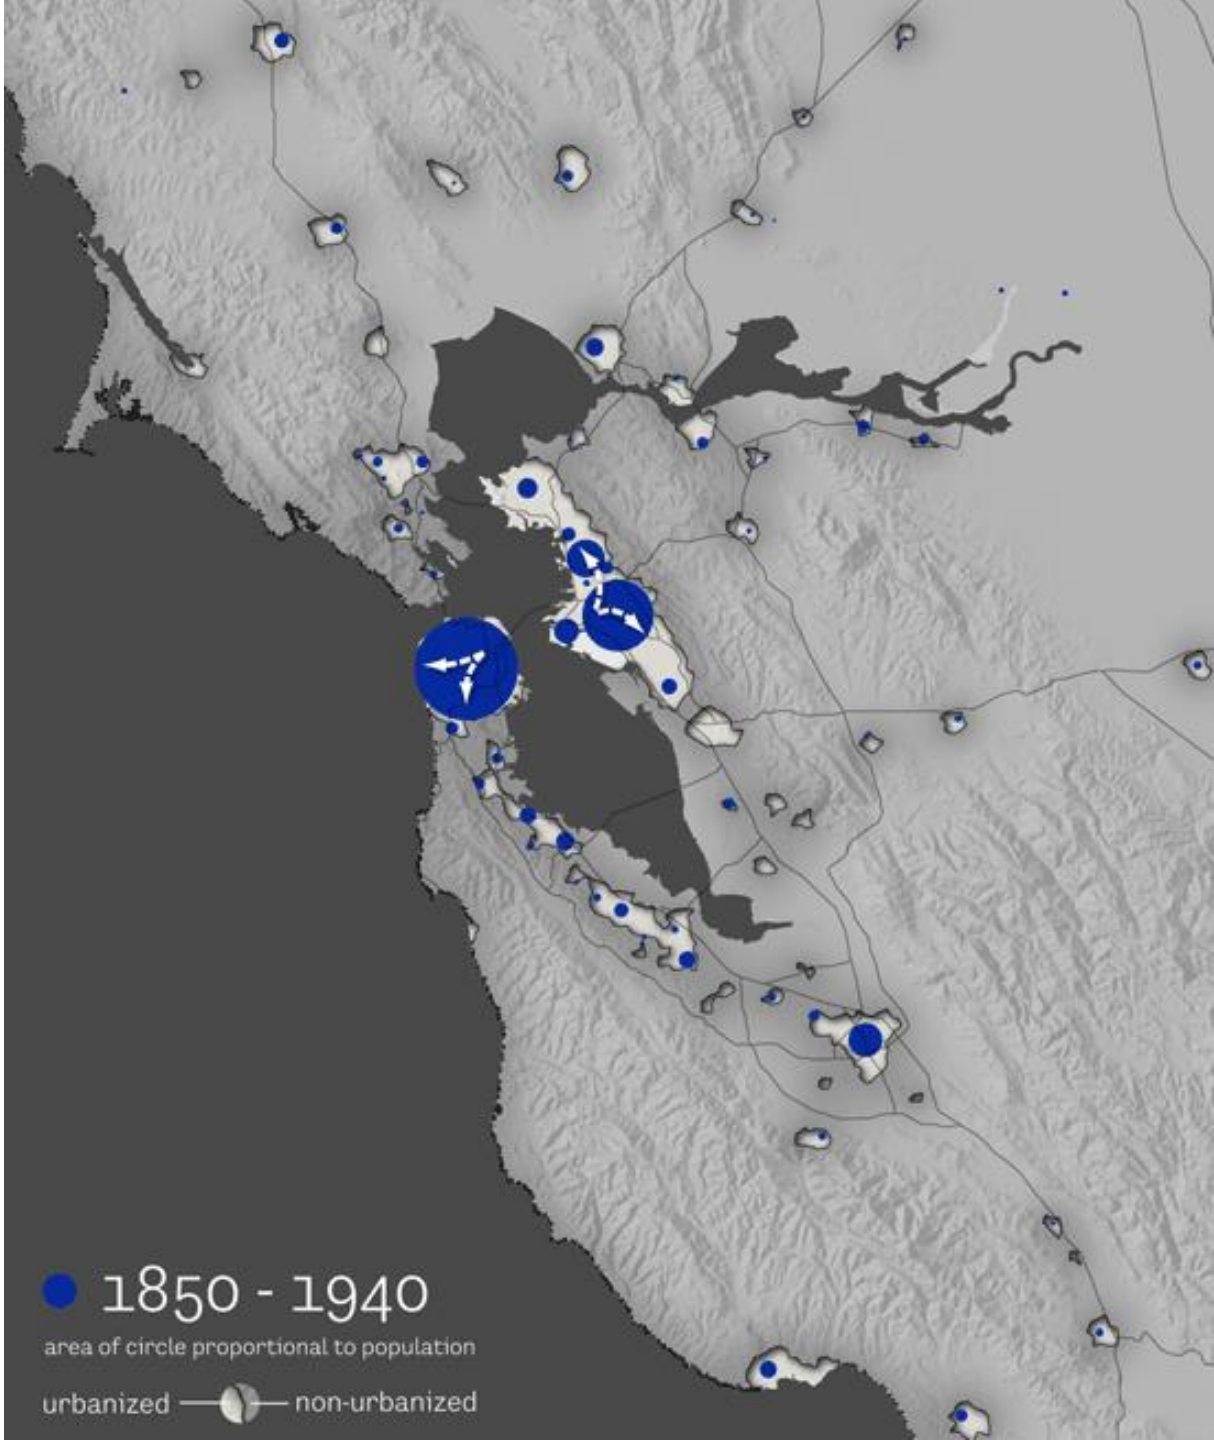 1850 - 1940
area of circle proportional to population
urbanized
non-urbanized